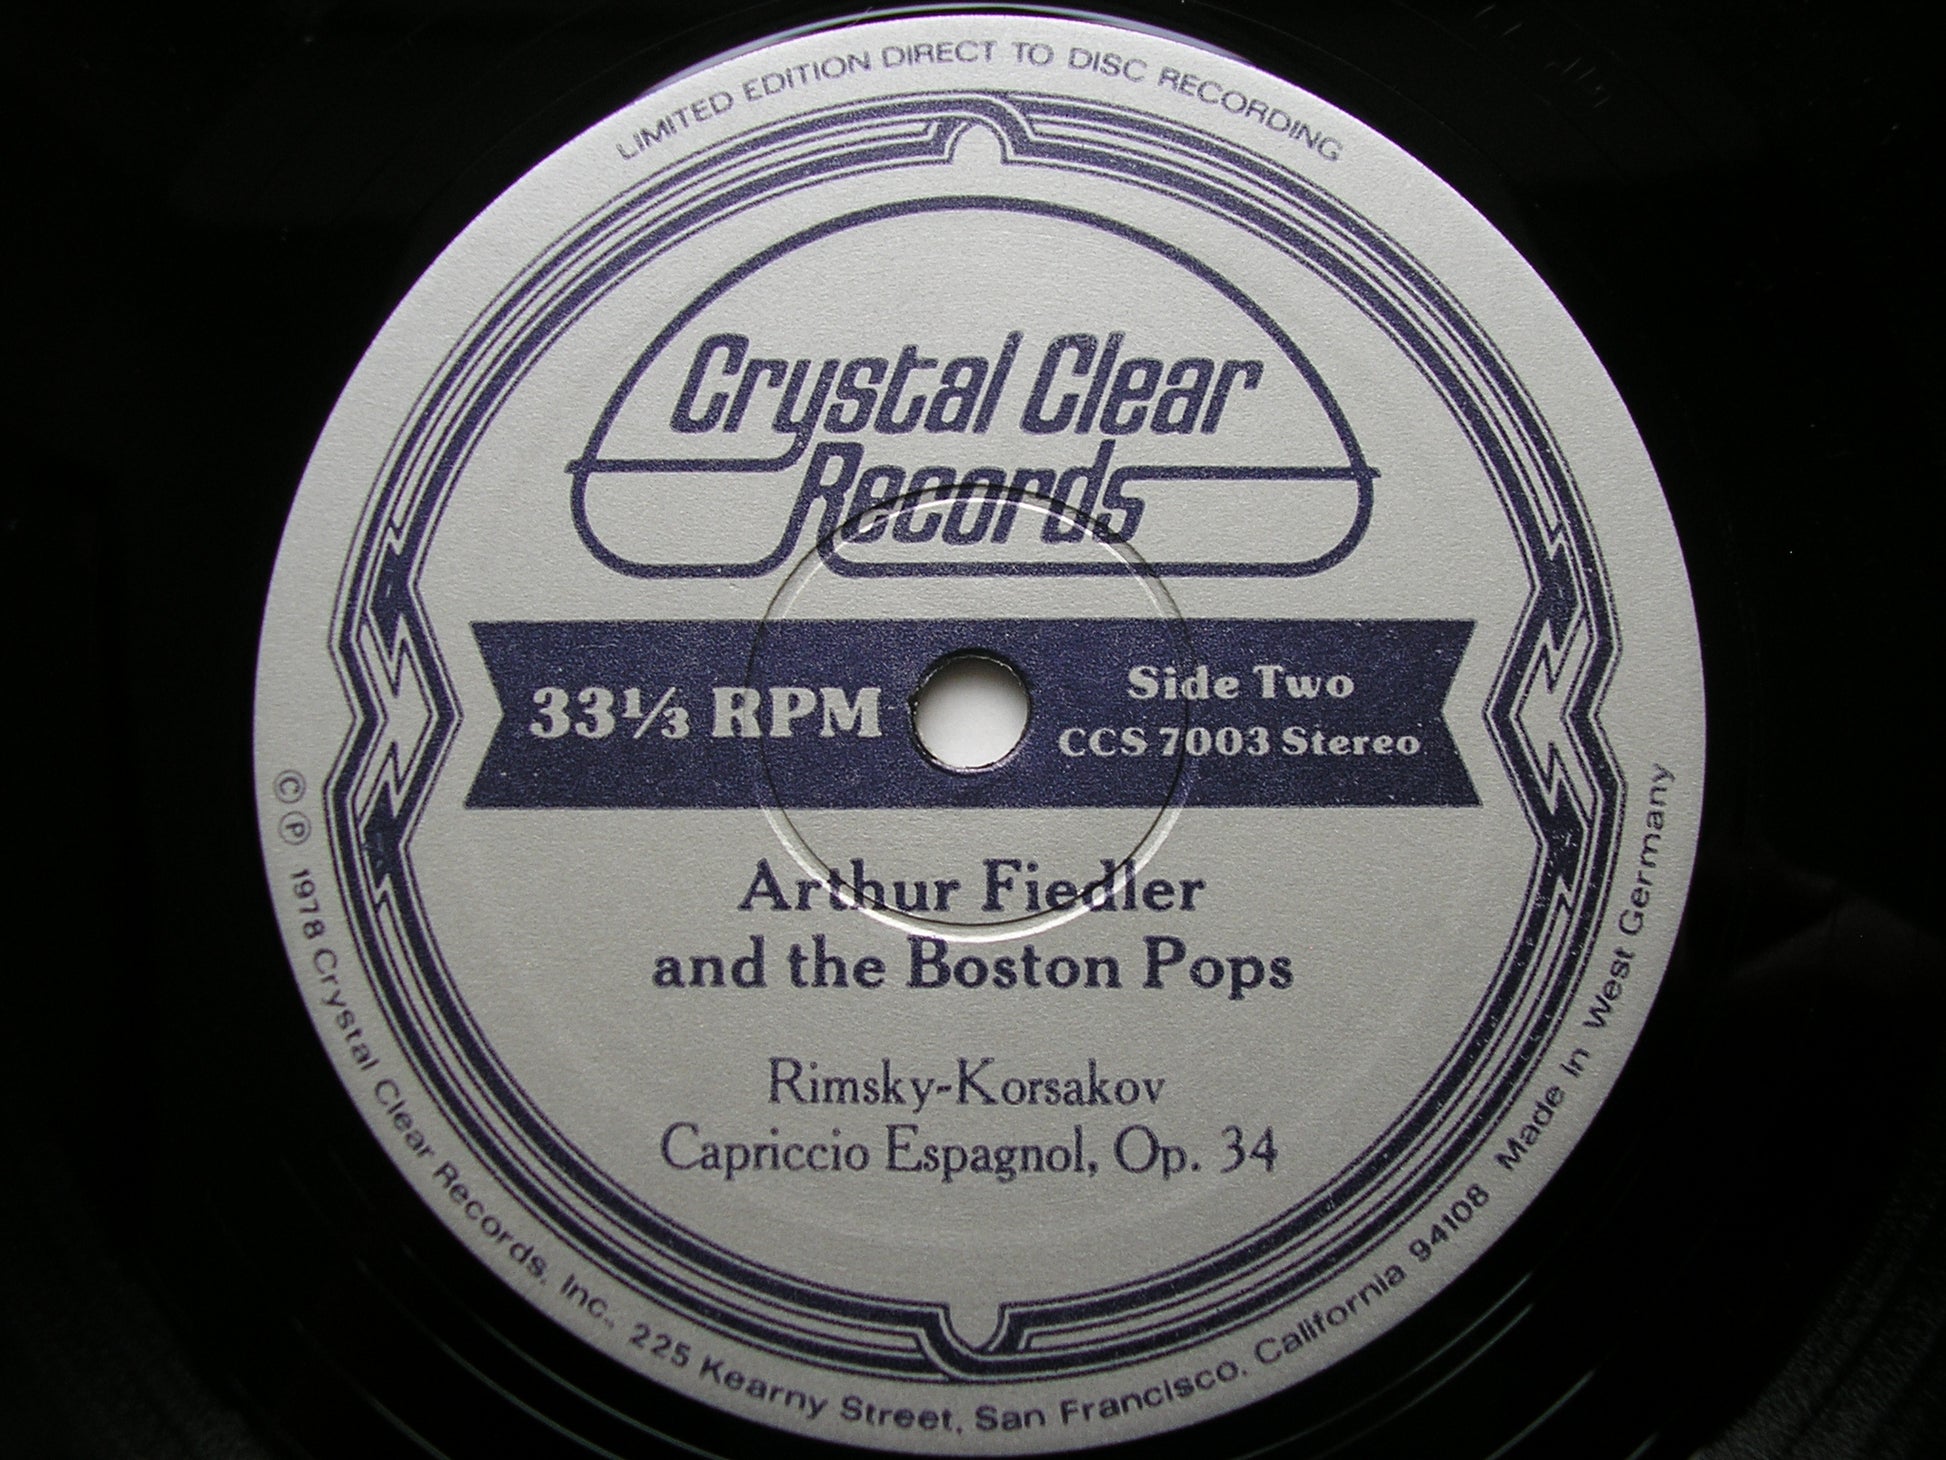 LIMITED EDITION DIRECT TO DISC RECORDING
Crystal Clear
Records
33⅓ RPM
Side Two
CCS 7003 Stereo
Arthur Fiedler
and the Boston Pops
Rimsky-Korsakov
Capriccio Espagnol, Op. 34
© ℗ 1978 Crystal Clear Records, Inc., 225 Kearny Street, San Francisco, California 94108 Made In West Germany